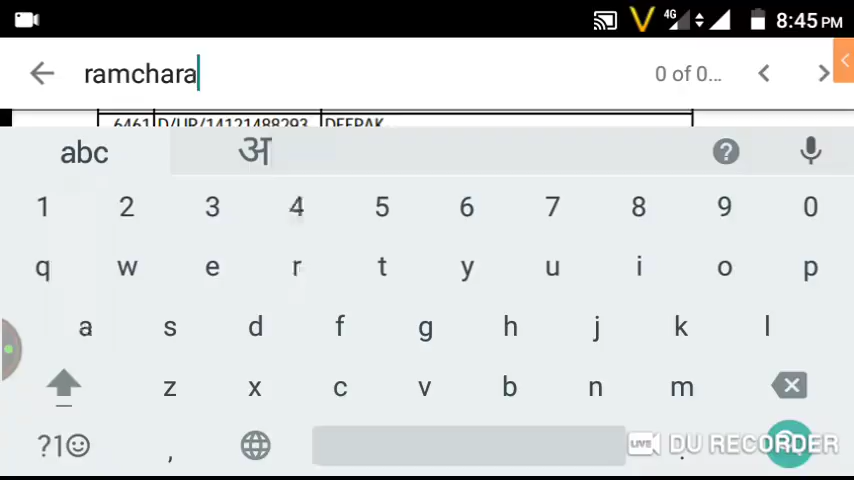 4G 8:45 PM
ramchara 0 of 0...
6461 D/UP/14121488293 DEEPAK
abc अ
1 2 3 4 5 6 7 8 9 0
q w e r t y u i o p
a s d f g h j k l
z x c v b n m
?1 , .
LIVE DU RECORDER